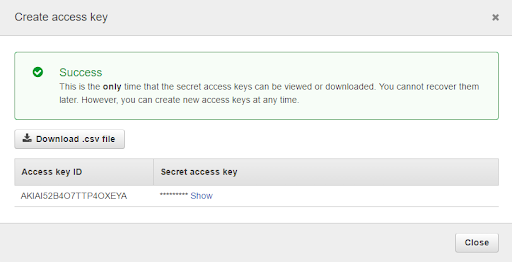 Create access key
×
Success
This is the only time that the secret access keys can be viewed or downloaded. You cannot recover them
later. However, you can create new access keys at any time.
Download .csv file
Access key ID Secret access key
AKIAI52B4O7TTP4OXEYA ********* Show
Close